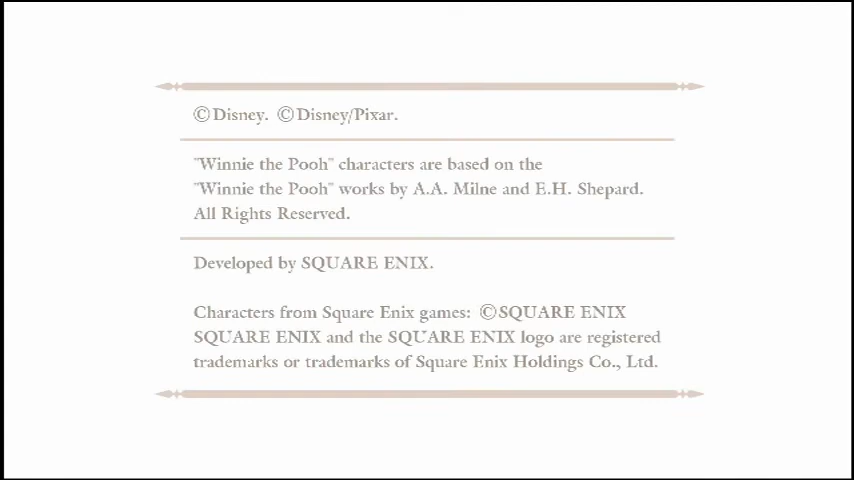 ©Disney. ©Disney/Pixar.
"Winnie the Pooh" characters are based on the
"Winnie the Pooh" works by A.A. Milne and E.H. Shepard.
All Rights Reserved.
Developed by SQUARE ENIX.
Characters from Square Enix games: ©SQUARE ENIX
SQUARE ENIX and the SQUARE ENIX logo are registered
trademarks or trademarks of Square Enix Holdings Co., Ltd.